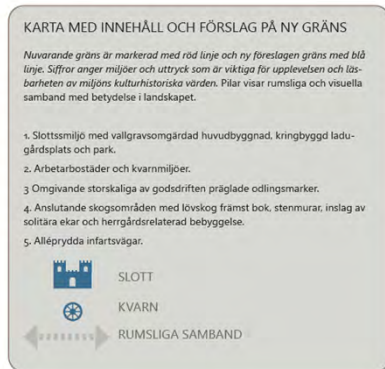 KARTA MED INNEHÅLL OCH FÖRSLAG PÅ NY GRÄNS
Nuvarande gräns är markerad med röd linje och ny föreslagen gräns med blå
linje. Siffror anger miljöer och uttryck som är viktiga för upplevelsen och läs-
barheten av miljöns kulturhistoriska värden. Pilar visar rumsliga och visuella
samband med betydelse i landskapet.
1. Slottssmiljö med vallgravsomgärdad huvudbyggnad, kringbyggd ladu-
gårdsplats och park.
2. Arbetarbostäder och kvarnmiljöer.
3 Omgivande storskaliga av godsdriften präglade odlingsmarker.
4. Anslutande skogsområden med lövskog främst bok, stenmurar, inslag av
solitära ekar och herrgårdsrelaterad bebyggelse.
5. Alléprydda infartsvägar.
SLOTT
KVARN
RUMSLIGA SAMBAND